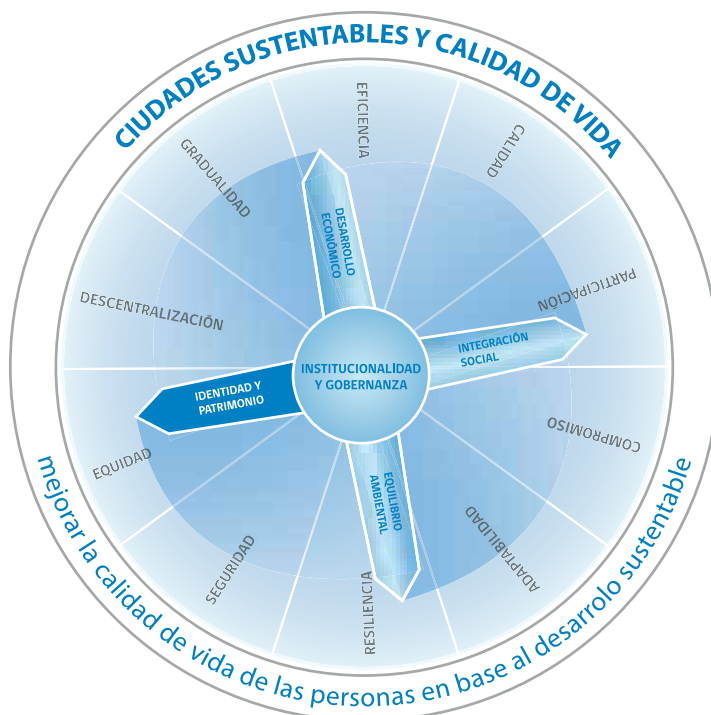 CIUDADES SUSTENTABLES Y CALIDAD DE VIDA
EFICIENCIA
CALIDAD
PARTICIPACIÓN
COMPROMISO
ADAPTABILIDAD
RESILIENCIA
SEGURIDAD
EQUIDAD
DESCENTRALIZACIÓN
GRADUALIDAD
DESARROLLO
ECONÓMICO
INTEGRACIÓN
SOCIAL
EQUILIBRIO
AMBIENTAL
IDENTIDAD Y
PATRIMONIO
INSTITUCIONALIDAD
Y GOBERNANZA
mejorar la calidad de vida de las personas en base al desarrolo sustentable